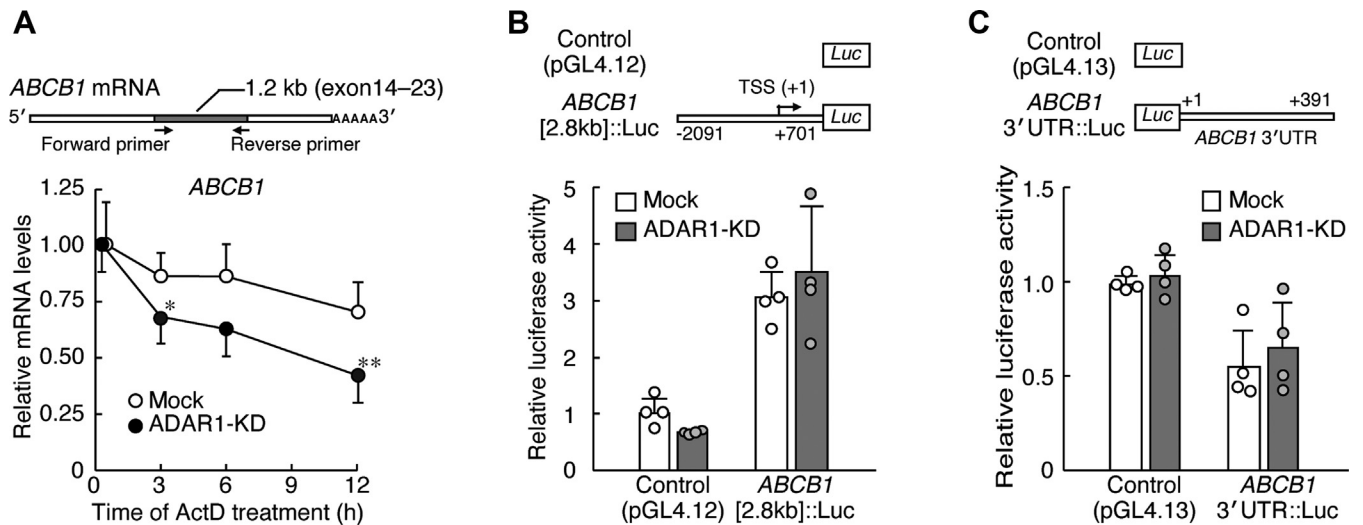 A
ABCB1 mRNA
1.2 kb (exon14–23)
5′
AAAAA3′
Forward primer
Reverse primer
ABCB1
Relative mRNA levels
1.25
1.00
0.75
0.50
0.25
0
*
**
Mock
ADAR1-KD
0 3 6 9 12
Time of ActD treatment (h)
B
Control
(pGL4.12)
Luc
ABCB1
[2.8kb]::Luc
TSS (+1)
Luc
-2091
+701
Relative luciferase activity
5
4
3
2
1
0
Mock
ADAR1-KD
Control
(pGL4.12)
ABCB1
[2.8kb]::Luc
C
Control
(pGL4.13)
Luc
ABCB1
3′UTR::Luc
Luc
+1
+391
ABCB1 3′UTR
Relative luciferase activity
1.5
1.0
0.5
0
Mock
ADAR1-KD
Control
(pGL4.13)
ABCB1
3′UTR::Luc